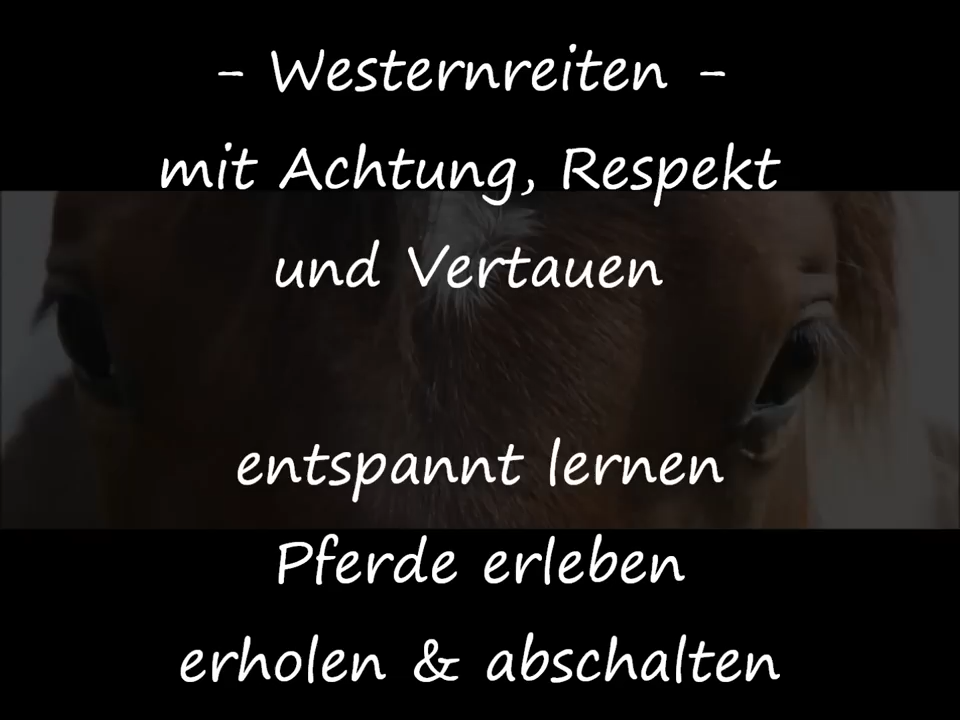 - Westernreiten -
mit Achtung, Respekt
und Vertauen
entspannt lernen
Pferde erleben
erholen & abschalten